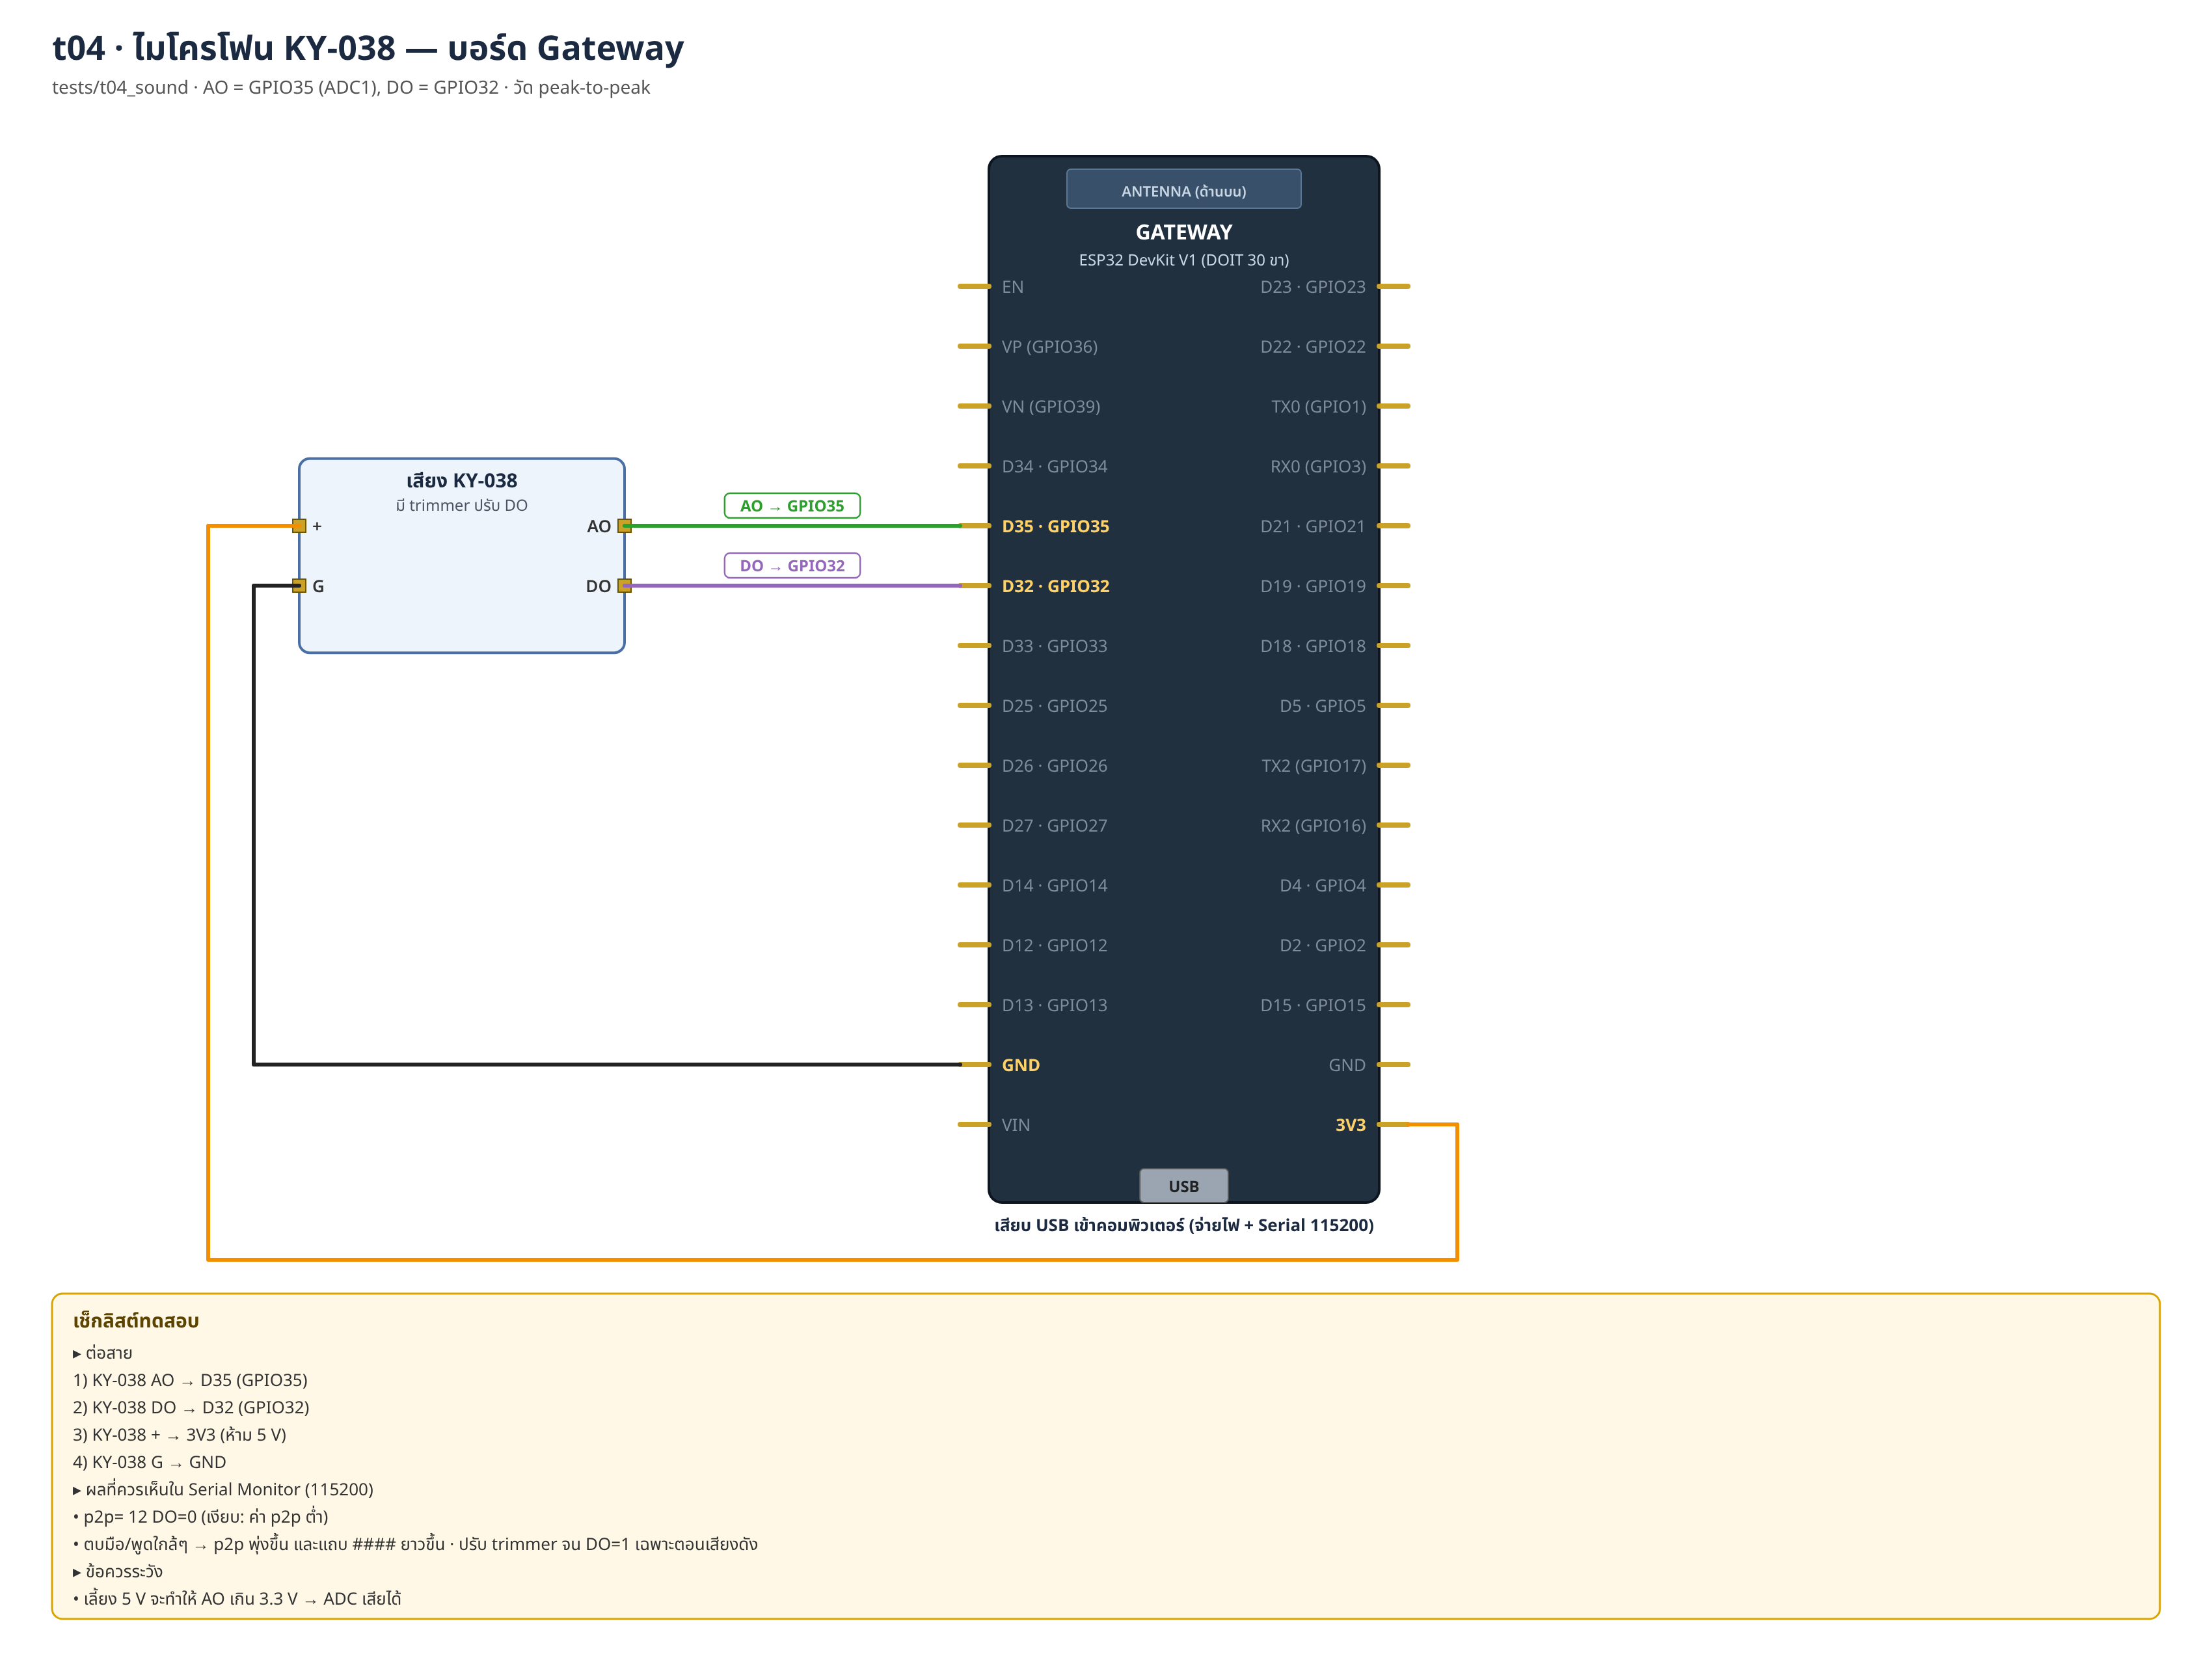 t04 · ไมโครโฟน KY-038 — บอร์ด Gateway
tests/t04_sound · AO = GPIO35 (ADC1), DO = GPIO32 · วัด peak-to-peak
ANTENNA (ด้านบน)
GATEWAY
ESP32 DevKit V1 (DOIT 30 ขา)
EN
D23 · GPIO23
VP (GPIO36)
D22 · GPIO22
VN (GPIO39)
TX0 (GPIO1)
D34 · GPIO34
RX0 (GPIO3)
เสียง KY-038
มี trimmer ปรับ DO
+
AO
AO → GPIO35
D35 · GPIO35
D21 · GPIO21
G
DO
DO → GPIO32
D32 · GPIO32
D19 · GPIO19
D33 · GPIO33
D18 · GPIO18
D25 · GPIO25
D5 · GPIO5
D26 · GPIO26
TX2 (GPIO17)
D27 · GPIO27
RX2 (GPIO16)
D14 · GPIO14
D4 · GPIO4
D12 · GPIO12
D2 · GPIO2
D13 · GPIO13
D15 · GPIO15
GND
GND
VIN
3V3
USB
เสียบ USB เข้าคอมพิวเตอร์ (จ่ายไฟ + Serial 115200)
เช็กลิสต์ทดสอบ
▸ ต่อสาย
1) KY-038 AO → D35 (GPIO35)
2) KY-038 DO → D32 (GPIO32)
3) KY-038 + → 3V3 (ห้าม 5 V)
4) KY-038 G → GND
▸ ผลที่ควรเห็นใน Serial Monitor (115200)
• p2p= 12 DO=0 (เงียบ: ค่า p2p ต่ำ)
• ตบมือ/พูดใกล้ๆ → p2p พุ่งขึ้น และแถบ #### ยาวขึ้น · ปรับ trimmer จน DO=1 เฉพาะตอนเสียงดัง
▸ ข้อควรระวัง
• เลี้ยง 5 V จะทำให้ AO เกิน 3.3 V → ADC เสียได้